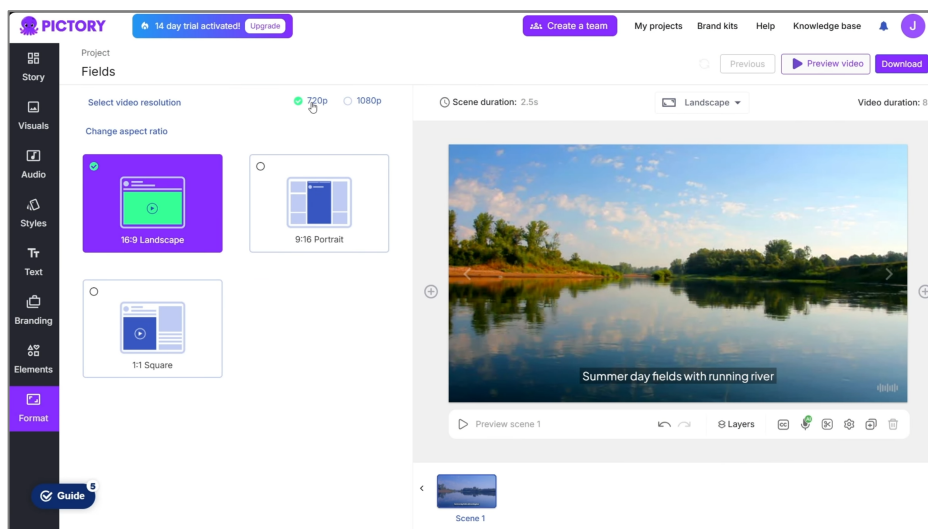 PICTORY
14 day trial activated! Upgrade
Create a team
My projects
Brand kits
Help
Knowledge base
J
Project
Fields
Previous
Preview video
Download
Story
Visuals
Audio
Styles
Text
Branding
Elements
Format
Guide
5
Select video resolution
720p
1080p
Change aspect ratio
16:9 Landscape
9:16 Portrait
1:1 Square
Scene duration: 2.5s
Landscape
Video duration: 8
Summer day fields with running river
Preview scene 1
Layers
CC
AI
Scene 1